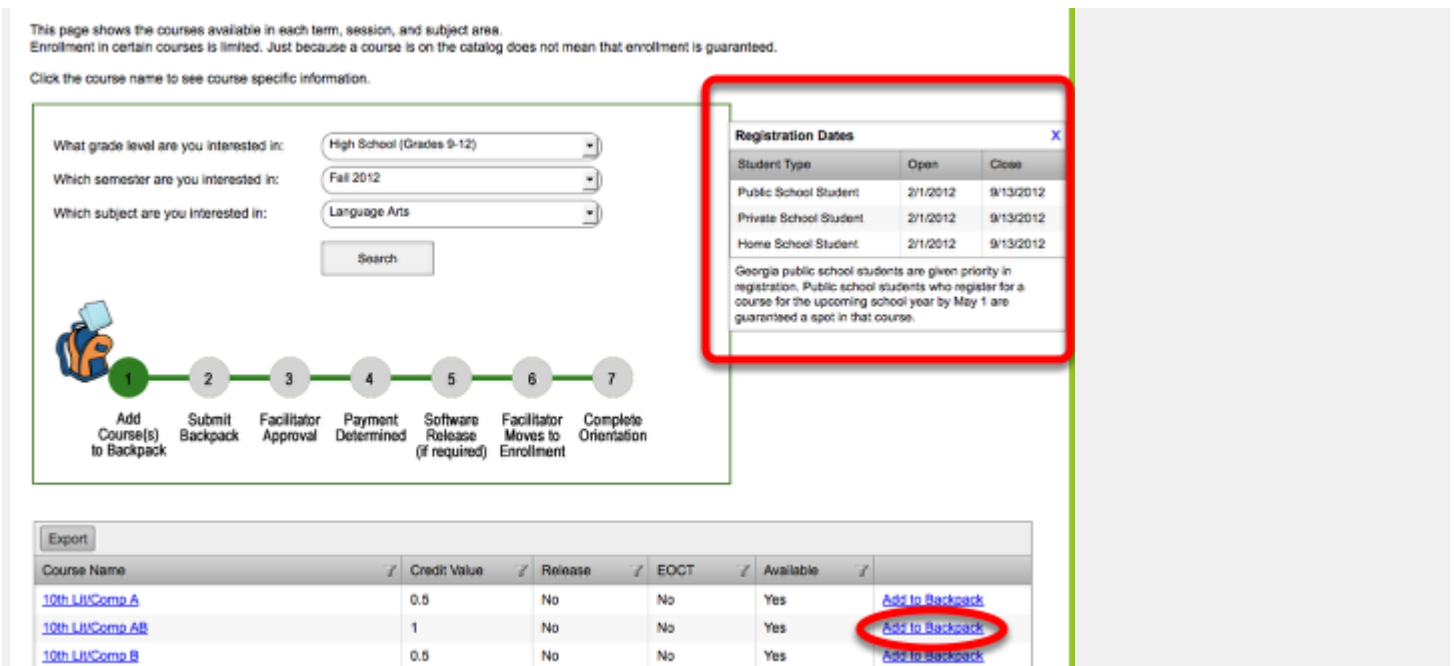 This page shows the courses available in each term, session, and subject area.
Enrollment in certain courses is limited. Just because a course is on the catalog does not mean that enrollment is guaranteed.
Click the course name to see course specific information.
What grade level are you interested in: High School (Grades 9-12)
Which semester are you interested in: Fall 2012
Which subject are you interested in: Language Arts
Search
Registration Dates X
Student Type Open Close
Public School Student 2/1/2012 9/13/2012
Private School Student 2/1/2012 9/13/2012
Home School Student 2/1/2012 9/13/2012
Georgia public school students are given priority in
registration. Public school students who register for a
course for the upcoming school year by May 1 are
guaranteed a spot in that course.
1 2 3 4 5 6 7
Add Submit Facilitator Payment Software Facilitator Complete
Course(s) Backpack Approval Determined Release Moves to Orientation
to Backpack (if required) Enrollment
Export
Course Name Credit Value Release EOCT Available
10th Lit/Comp A 0.5 No No Yes Add to Backpack
10th Lit/Comp AB 1 No No Yes Add to Backpack
10th Lit/Comp B 0.5 No No Yes Add to Backpack